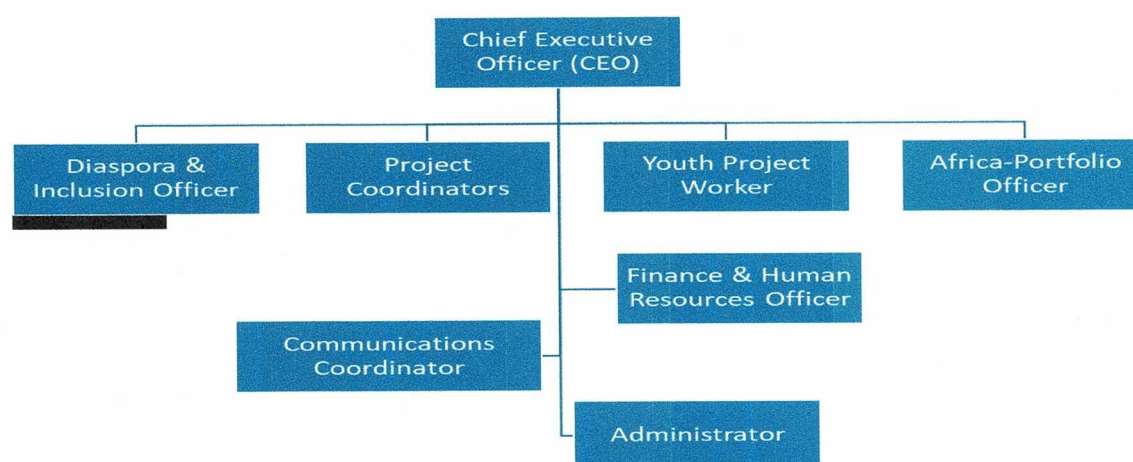 Chief Executive
Officer (CEO)
Diaspora &
Inclusion Officer
Project
Coordinators
Youth Project
Worker
Africa-Portfolio
Officer
Finance & Human
Resources Officer
Communications
Coordinator
Administrator